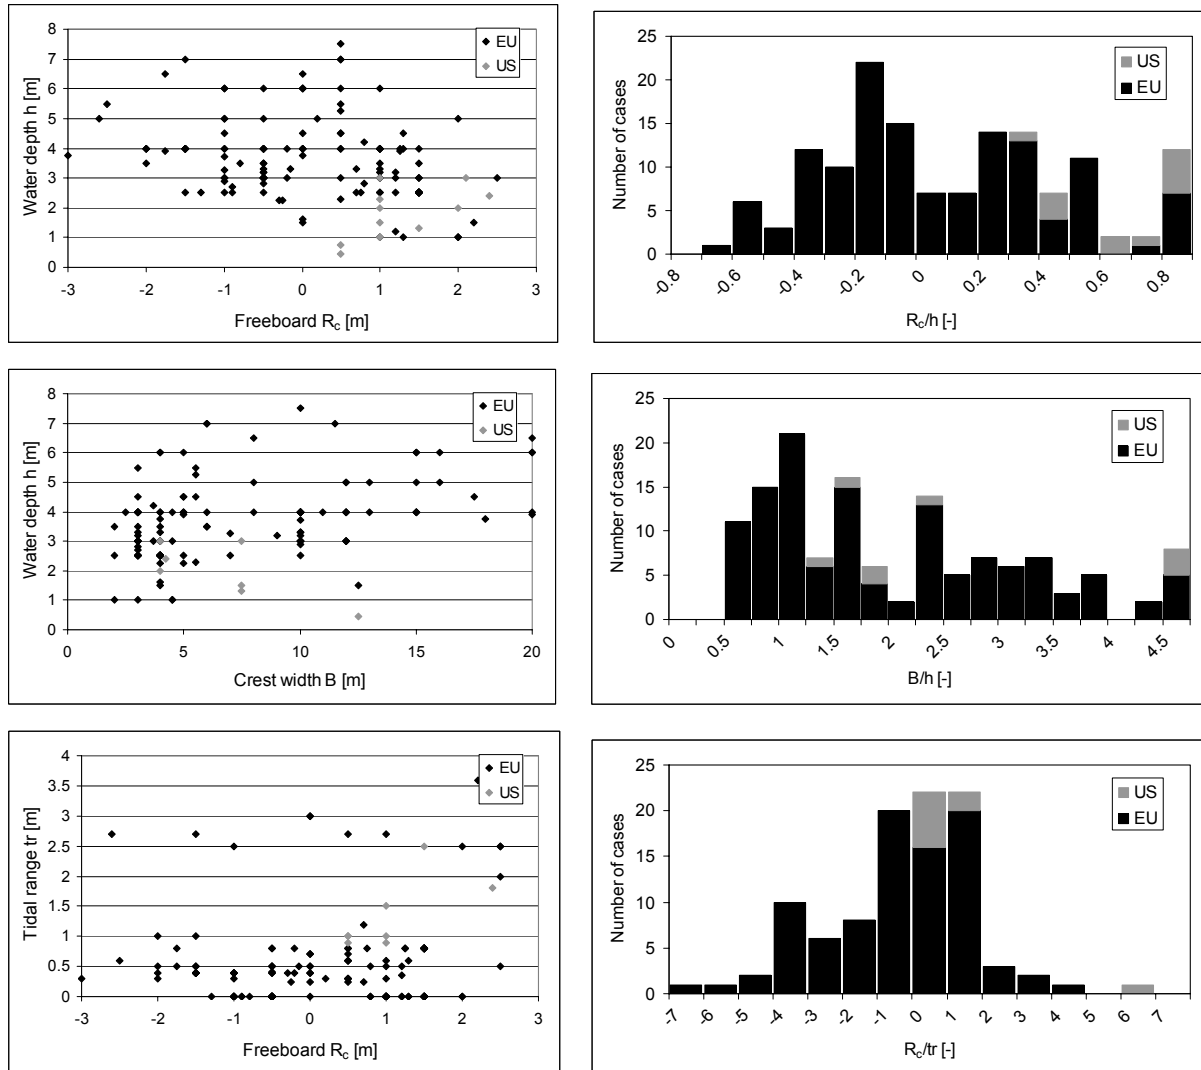 8
7
6
5
4
3
2
1
0
Water depth h [m]
EU
US
-3 -2 -1 0 1 2 3
Freeboard Rc [m]
25
20
15
10
5
0
Number of cases
US
EU
-0.8 -0.6 -0.4 -0.2 0 0.2 0.4 0.6 0.8
Rc/h [-]
8
7
6
5
4
3
2
1
0
Water depth h [m]
EU
US
0 5 10 15 20
Crest width B [m]
25
20
15
10
5
0
Number of cases
US
EU
0 0.5 1 1.5 2 2.5 3 3.5 4 4.5
B/h [-]
4
3.5
3
2.5
2
1.5
1
0.5
0
Tidal range tr [m]
EU
US
-3 -2 -1 0 1 2 3
Freeboard Rc [m]
25
20
15
10
5
0
Number of cases
US
EU
-7 -6 -5 -4 -3 -2 -1 0 1 2 3 4 5 6 7
Rc/tr [-]